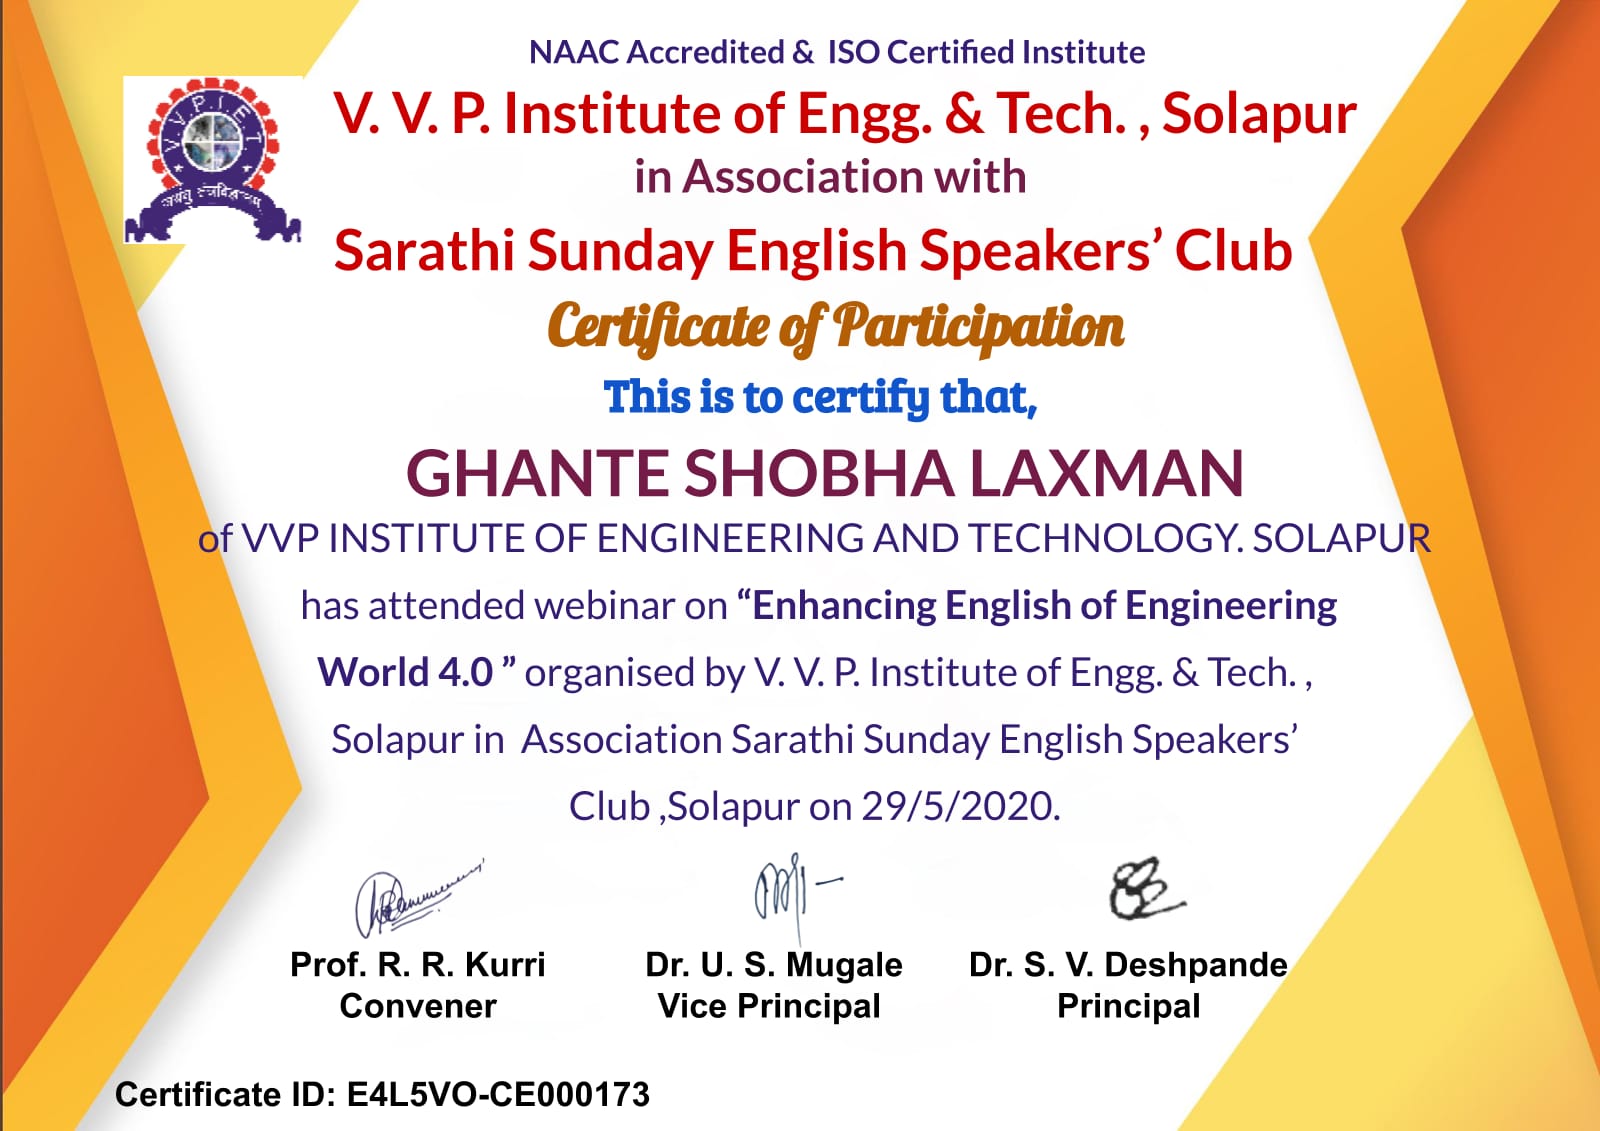 NAAC Accredited & ISO Certified Institute
V. V. P. Institute of Engg. & Tech. , Solapur
in Association with
Sarathi Sunday English Speakers’ Club
V.V.P.I.E.T.
Certificate of Participation
This is to certify that,
GHANTE SHOBHA LAXMAN
of VVP INSTITUTE OF ENGINEERING AND TECHNOLOGY. SOLAPUR
has attended webinar on “Enhancing English of Engineering
World 4.0 ” organised by V. V. P. Institute of Engg. & Tech. ,
Solapur in Association Sarathi Sunday English Speakers’
Club ,Solapur on 29/5/2020.
Prof. R. R. Kurri
Convener
Dr. U. S. Mugale
Vice Principal
Dr. S. V. Deshpande
Principal
Certificate ID: E4L5VO-CE000173